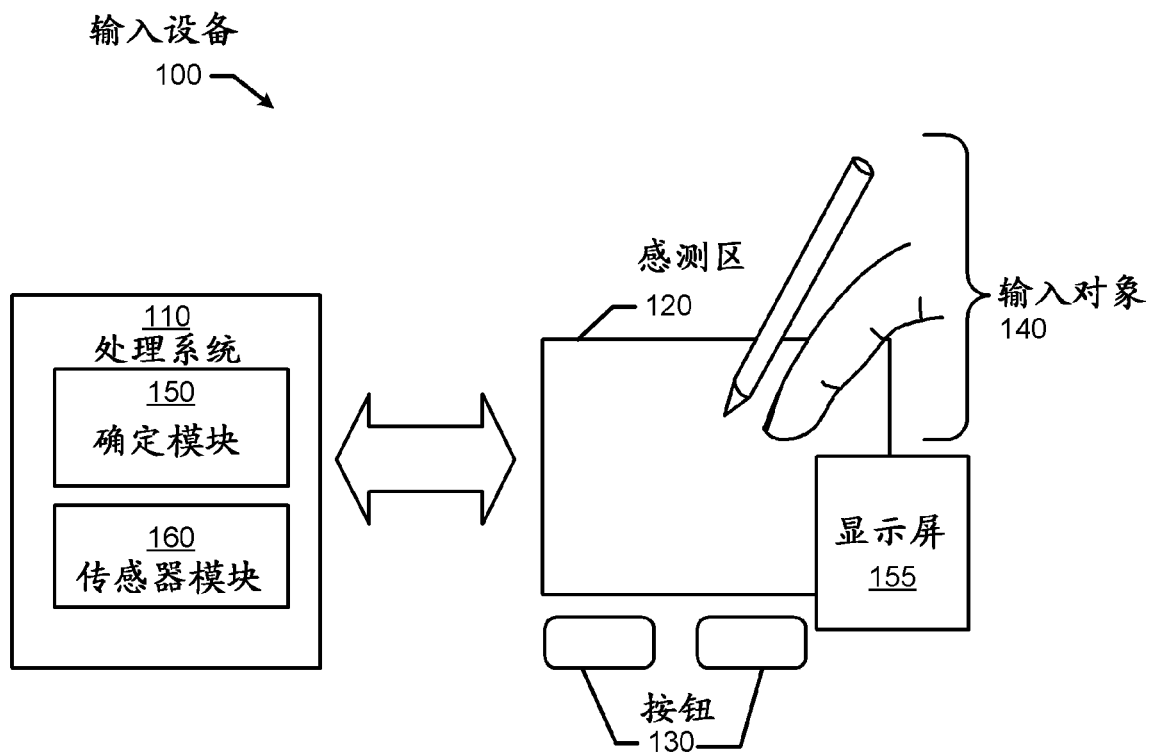 输入设备
100
感测区
120
输入对象
140
110
处理系统
150
确定模块
160
传感器模块
显示屏
155
按钮
130